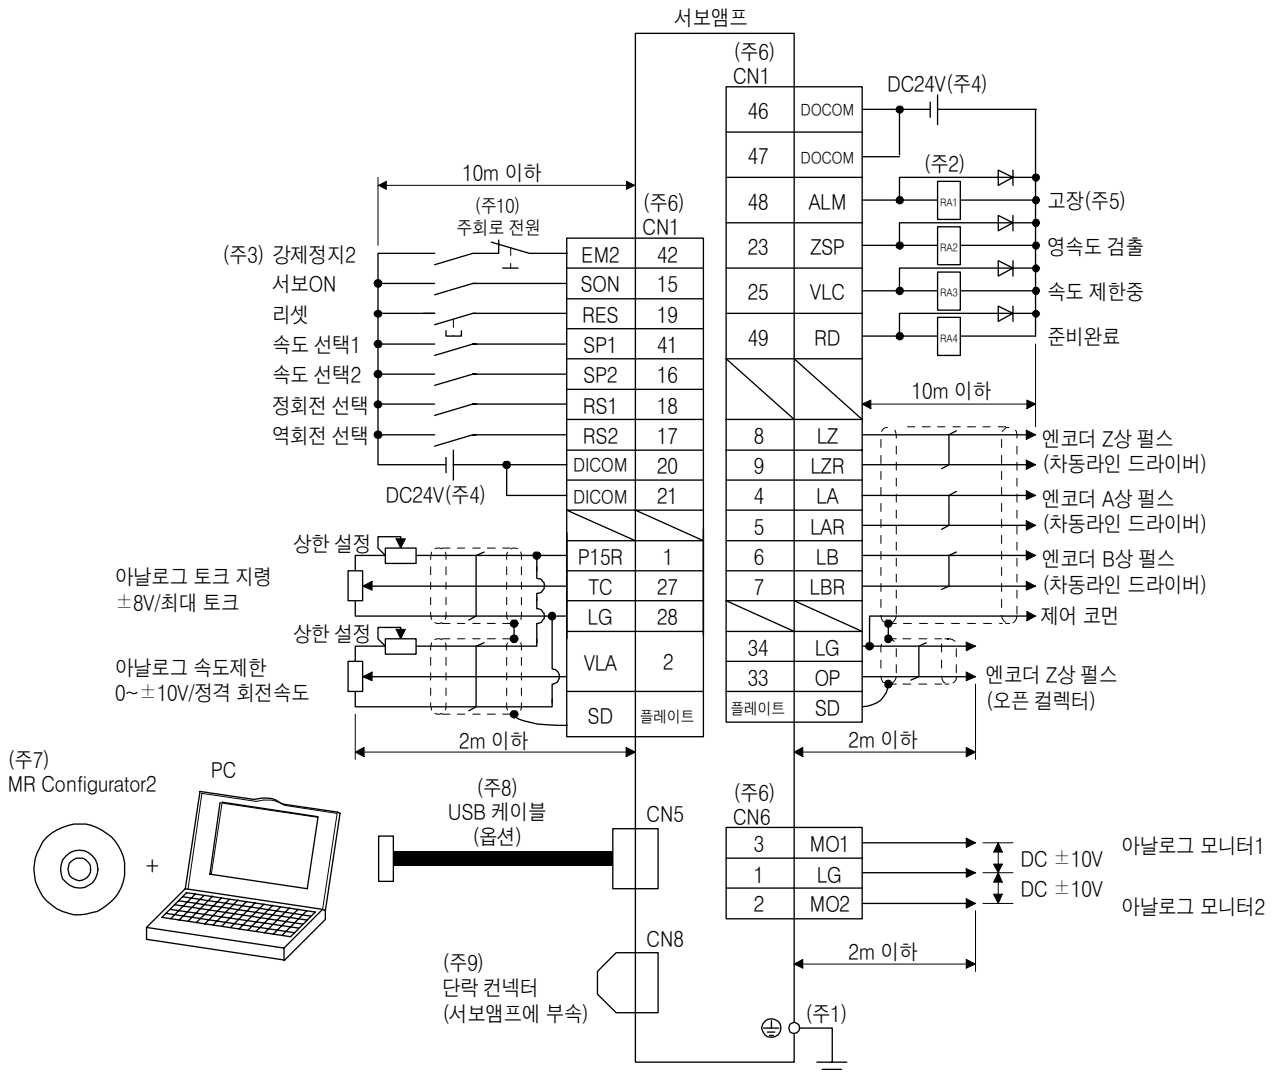 서보앰프
(주6)
CN1
DC24V(주4)
46 DOCOM
47 DOCOM
(주2)
48 ALM RA1 고장(주5)
23 ZSP RA2 영속도 검출
25 VLC RA3 속도 제한중
49 RD RA4 준비완료
10m 이하
8 LZ 엔코더 Z상 펄스
9 LZR (차동라인 드라이버)
4 LA 엔코더 A상 펄스
5 LAR (차동라인 드라이버)
6 LB 엔코더 B상 펄스
7 LBR (차동라인 드라이버)
제어 코먼
34 LG
33 OP 엔코더 Z상 펄스
(오픈 컬렉터)
플레이트 SD
2m 이하
10m 이하
(주10)
주회로 전원
(주6)
CN1
(주3) 강제정지2 EM2 42
서보ON SON 15
리셋 RES 19
속도 선택1 SP1 41
속도 선택2 SP2 16
정회전 선택 RS1 18
역회전 선택 RS2 17
DICOM 20
DC24V(주4) DICOM 21
상한 설정 P15R 1
아날로그 토크 지령
±8V/최대 토크
TC 27
LG 28
상한 설정
아날로그 속도제한
0~±10V/정격 회전속도
VLA 2
SD 플레이트
2m 이하
(주7)
MR Configurator2
PC
+
(주8)
USB 케이블
(옵션)
CN5
(주6)
CN6
3 MO1 아날로그 모니터1
DC ±10V
1 LG
DC ±10V
2 MO2 아날로그 모니터2
2m 이하
CN8
(주9)
단락 컨넥터
(서보앰프에 부속)
(주1)